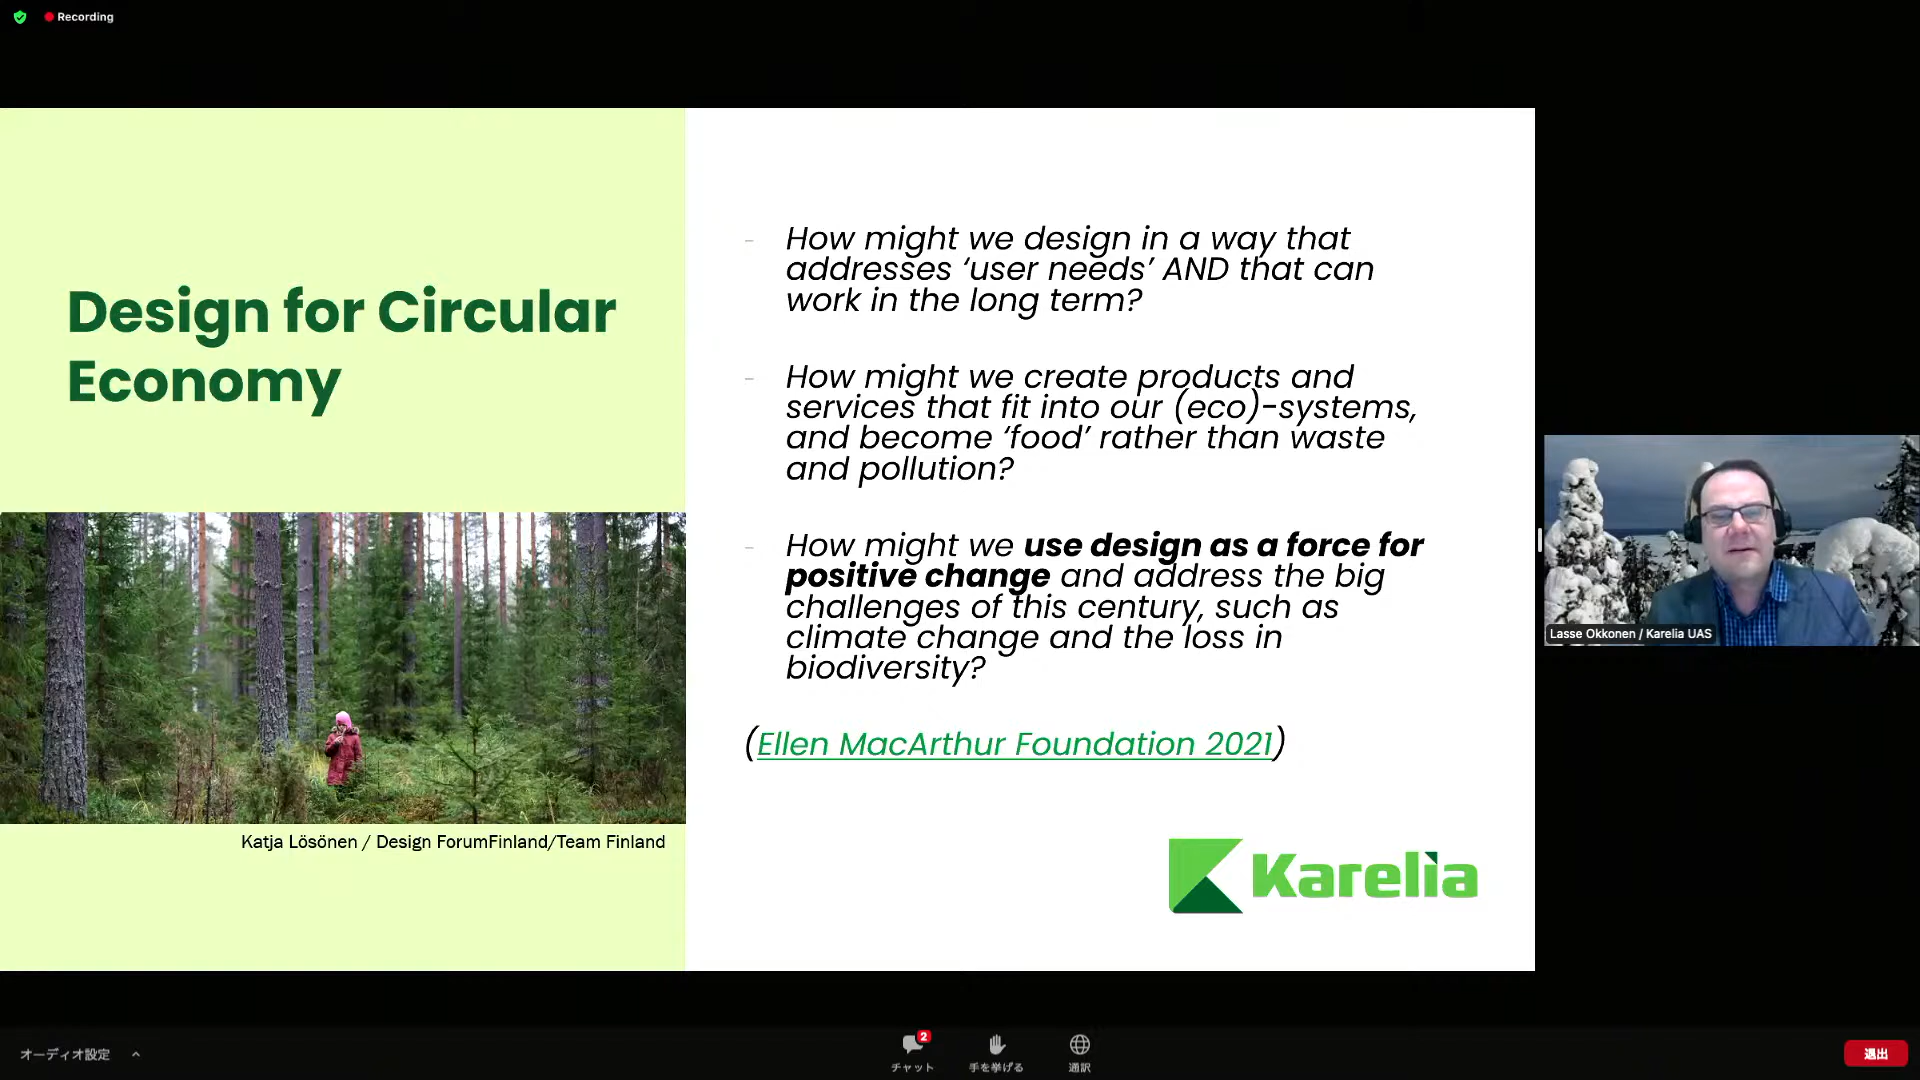 Recording
Design for Circular
Economy
Katja Lösönen / Design ForumFinland/Team Finland
- How might we design in a way that
addresses ‘user needs’ AND that can
work in the long term?
- How might we create products and
services that fit into our (eco)-systems,
and become ‘food’ rather than waste
and pollution?
- How might we use design as a force for
positive change and address the big
challenges of this century, such as
climate change and the loss in
biodiversity?
(Ellen MacArthur Foundation 2021)
Karelia
Lasse Okkonen / Karelia UAS
オーディオ設定
2
チャット
手を挙げる
通訳
退出